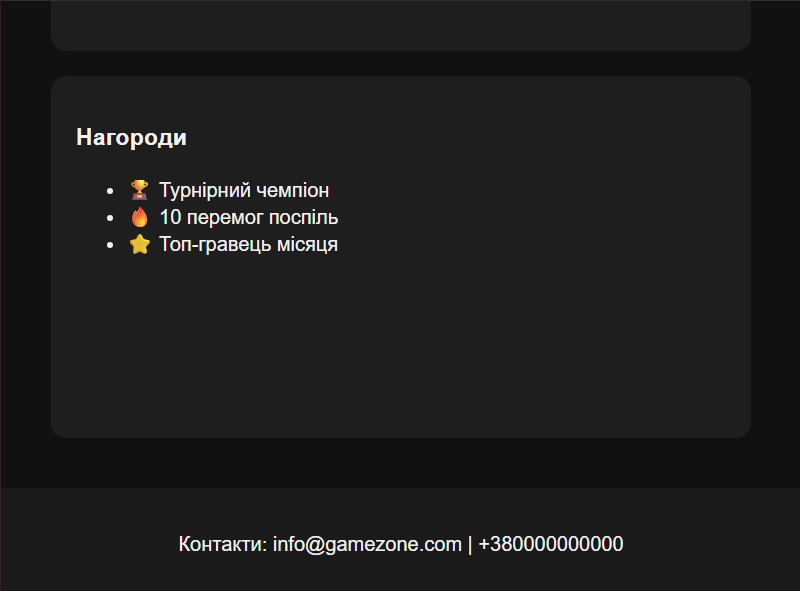 Нагороди
🏆 Турнірний чемпіон
🔥 10 перемог поспіль
⭐ Топ-гравець місяця
Контакти: info@gamezone.com | +380000000000